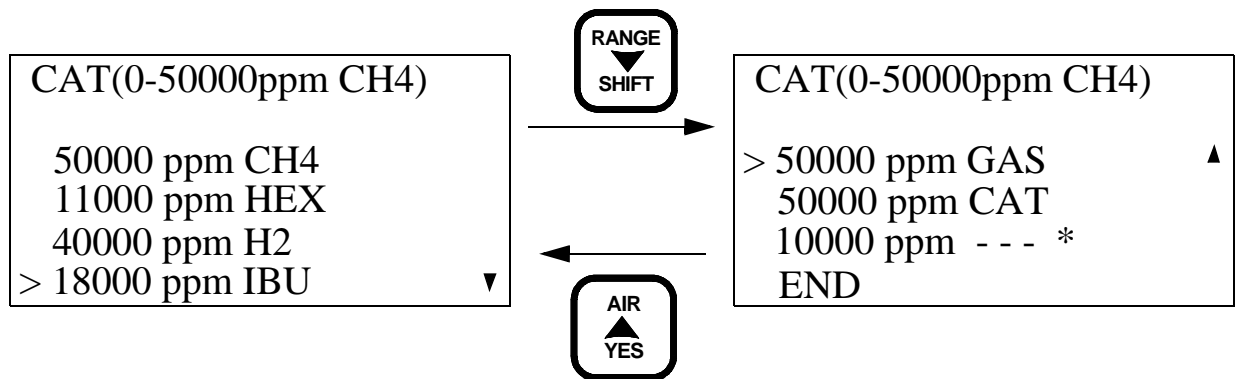 RANGE
SHIFT
CAT(0-50000ppm CH4)
50000 ppm CH4
11000 ppm HEX
40000 ppm H2
> 18000 ppm IBU
CAT(0-50000ppm CH4)
> 50000 ppm GAS
50000 ppm CAT
10000 ppm - - - *
END
AIR
YES